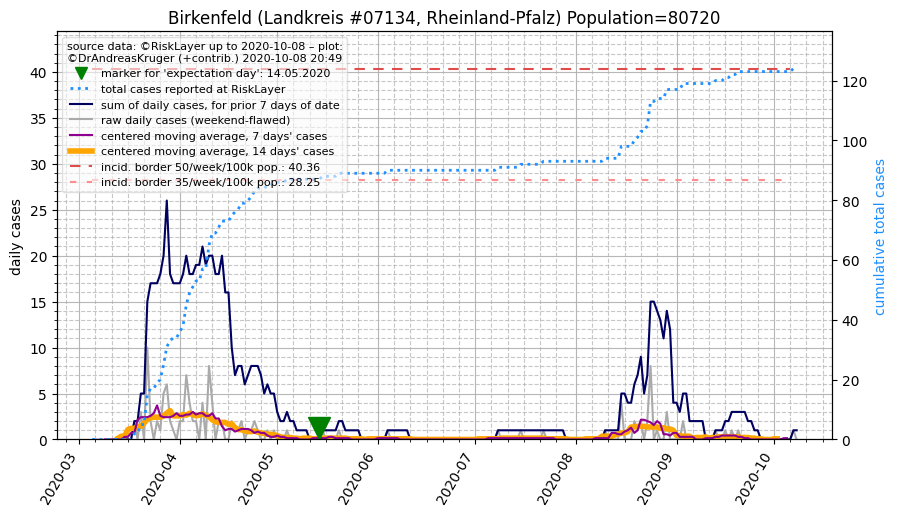 Birkenfeld (Landkreis #07134, Rheinland-Pfalz) Population=80720
source data: ©RiskLayer up to 2020-10-08 – plot:
©DrAndreasKruger (+contrib.) 2020-10-08 20:49
marker for 'expectation day': 14.05.2020
total cases reported at RiskLayer
sum of daily cases, for prior 7 days of date
raw daily cases (weekend-flawed)
centered moving average, 7 days' cases
centered moving average, 14 days' cases
incid. border 50/week/100k pop.: 40.36
incid. border 35/week/100k pop.: 28.25
daily cases
40
35
30
25
20
15
10
5
0
cumulative total cases
120
100
80
60
40
20
0
2020-03
2020-04
2020-05
2020-06
2020-07
2020-08
2020-09
2020-10